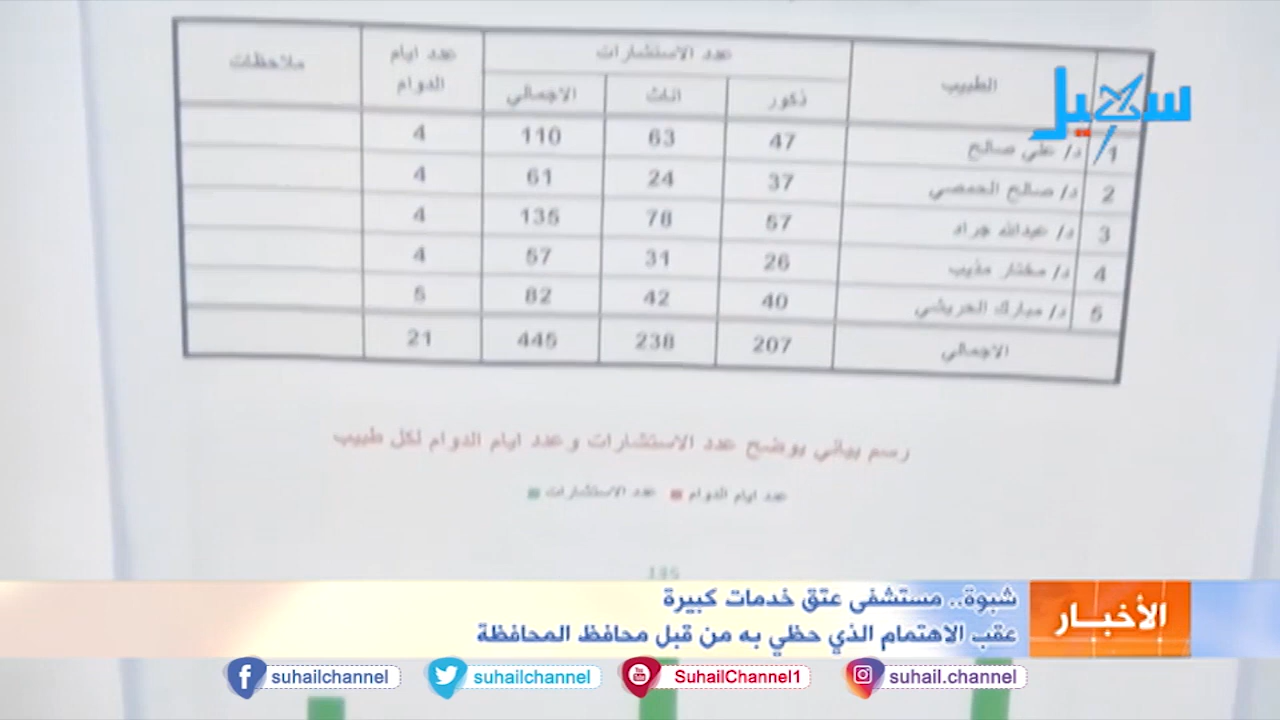 الطبيب عدد الاستشارات عدد ايام الدوام ملاحظات
ذكور اناث الاجمالي
سهيل
1 د/ علي صالح 47 63 110 4
2 د/ صالح الحمصي 37 24 61 4
3 د/ عبدالله جراد 57 78 135 4
4 د/ مختار مذيب 26 31 57 4
5 د/ مبارك الحريشي 40 42 82 5
الاجمالي 207 238 445 21
رسم بياني يوضح عدد الاستشارات وعدد ايام الدوام لكل طبيب
عدد ايام الدوام عدد الاستشارات
الأخبـار
شبوة.. مستشفى عتق خدمات كبيرة
عقب الاهتمام الذي حظي به من قبل محافظ المحافظة
suhailchannel suhailchannel SuhailChannel1 suhail.channel